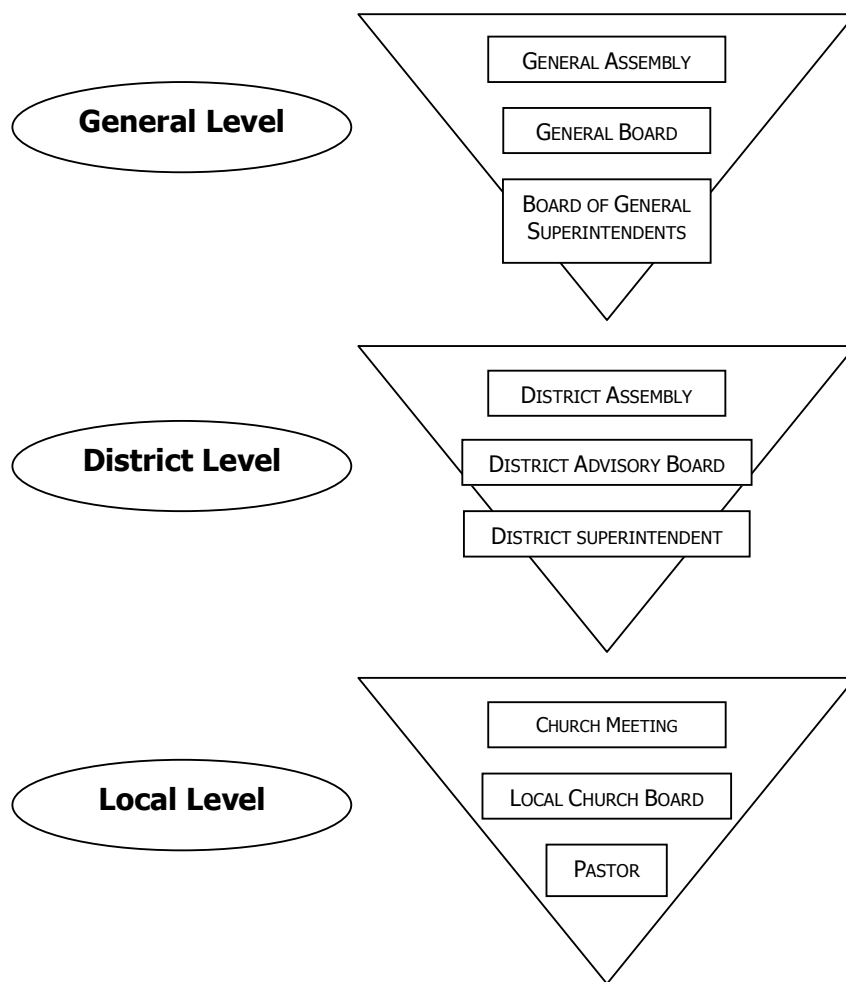 General Level
GENERAL ASSEMBLY
GENERAL BOARD
BOARD OF GENERAL
SUPERINTENDENTS
District Level
DISTRICT ASSEMBLY
DISTRICT ADVISORY BOARD
DISTRICT SUPERINTENDENT
Local Level
CHURCH MEETING
LOCAL CHURCH BOARD
PASTOR